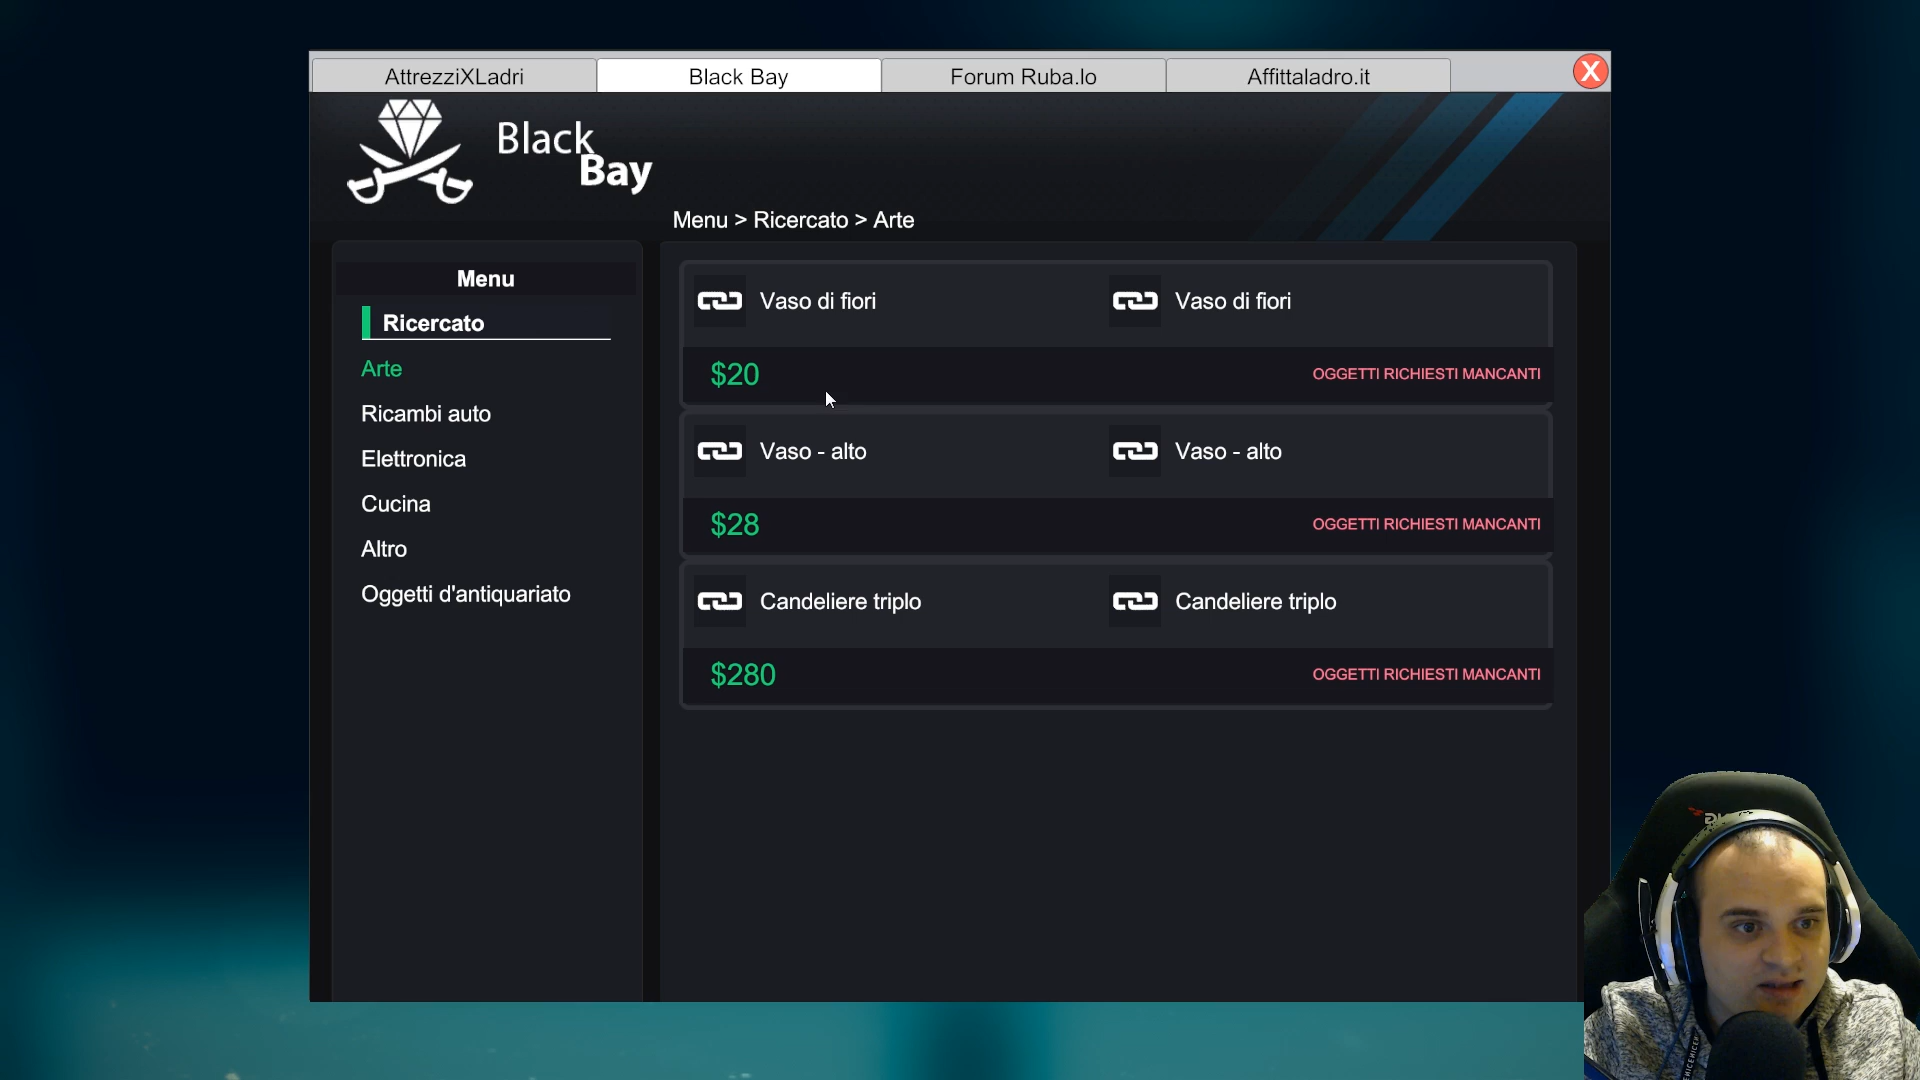 AttrezziXLadri
Black Bay
Forum Ruba.lo
Affittaladro.it
X
Black
Bay
Menu > Ricercato > Arte
Menu
Ricercato
Arte
Ricambi auto
Elettronica
Cucina
Altro
Oggetti d'antiquariato
Vaso di fiori
Vaso di fiori
$20
OGGETTI RICHIESTI MANCANTI
Vaso - alto
Vaso - alto
$28
OGGETTI RICHIESTI MANCANTI
Candeliere triplo
Candeliere triplo
$280
OGGETTI RICHIESTI MANCANTI